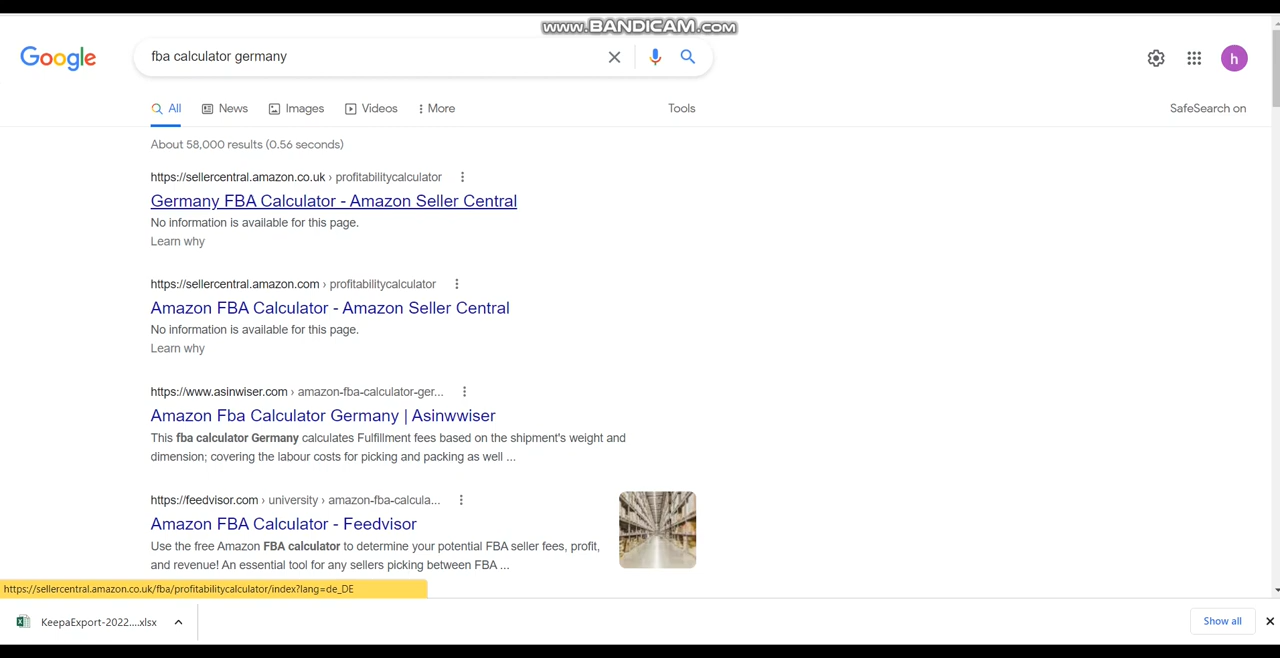 www.BANDICAM.com
Google
fba calculator germany
h
All
News
Images
Videos
More
Tools
SafeSearch on
About 58,000 results (0.56 seconds)
https://sellercentral.amazon.co.uk › profitabilitycalculator
Germany FBA Calculator - Amazon Seller Central
No information is available for this page.
Learn why
https://sellercentral.amazon.com › profitabilitycalculator
Amazon FBA Calculator - Amazon Seller Central
No information is available for this page.
Learn why
https://www.asinwiser.com › amazon-fba-calculator-ger...
Amazon Fba Calculator Germany | Asinwwiser
This fba calculator Germany calculates Fulfillment fees based on the shipment's weight and
dimension; covering the labour costs for picking and packing as well ...
https://feedvisor.com › university › amazon-fba-calcula...
Amazon FBA Calculator - Feedvisor
Use the free Amazon FBA calculator to determine your potential FBA seller fees, profit,
and revenue! An essential tool for any sellers picking between FBA ...
https://sellercentral.amazon.co.uk/fba/profitabilitycalculator/index?lang=de_DE
KeepaExport-2022....xlsx
Show all